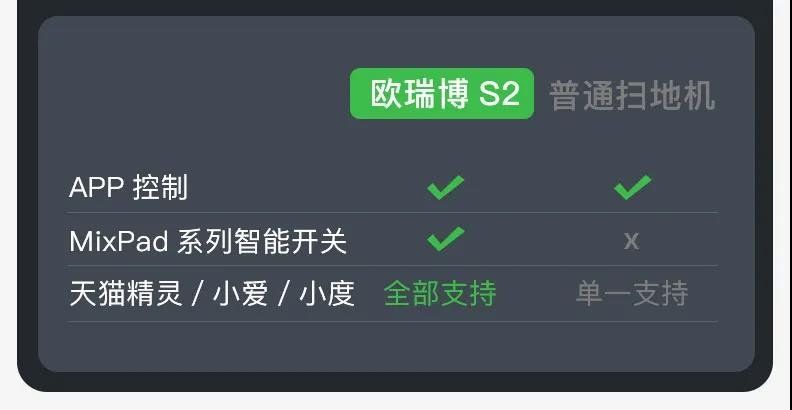 欧瑞博 S2 普通扫地机
APP 控制 ✓ ✓
MixPad 系列智能开关 ✓ x
天猫精灵 / 小爱 / 小度 全部支持 单一支持